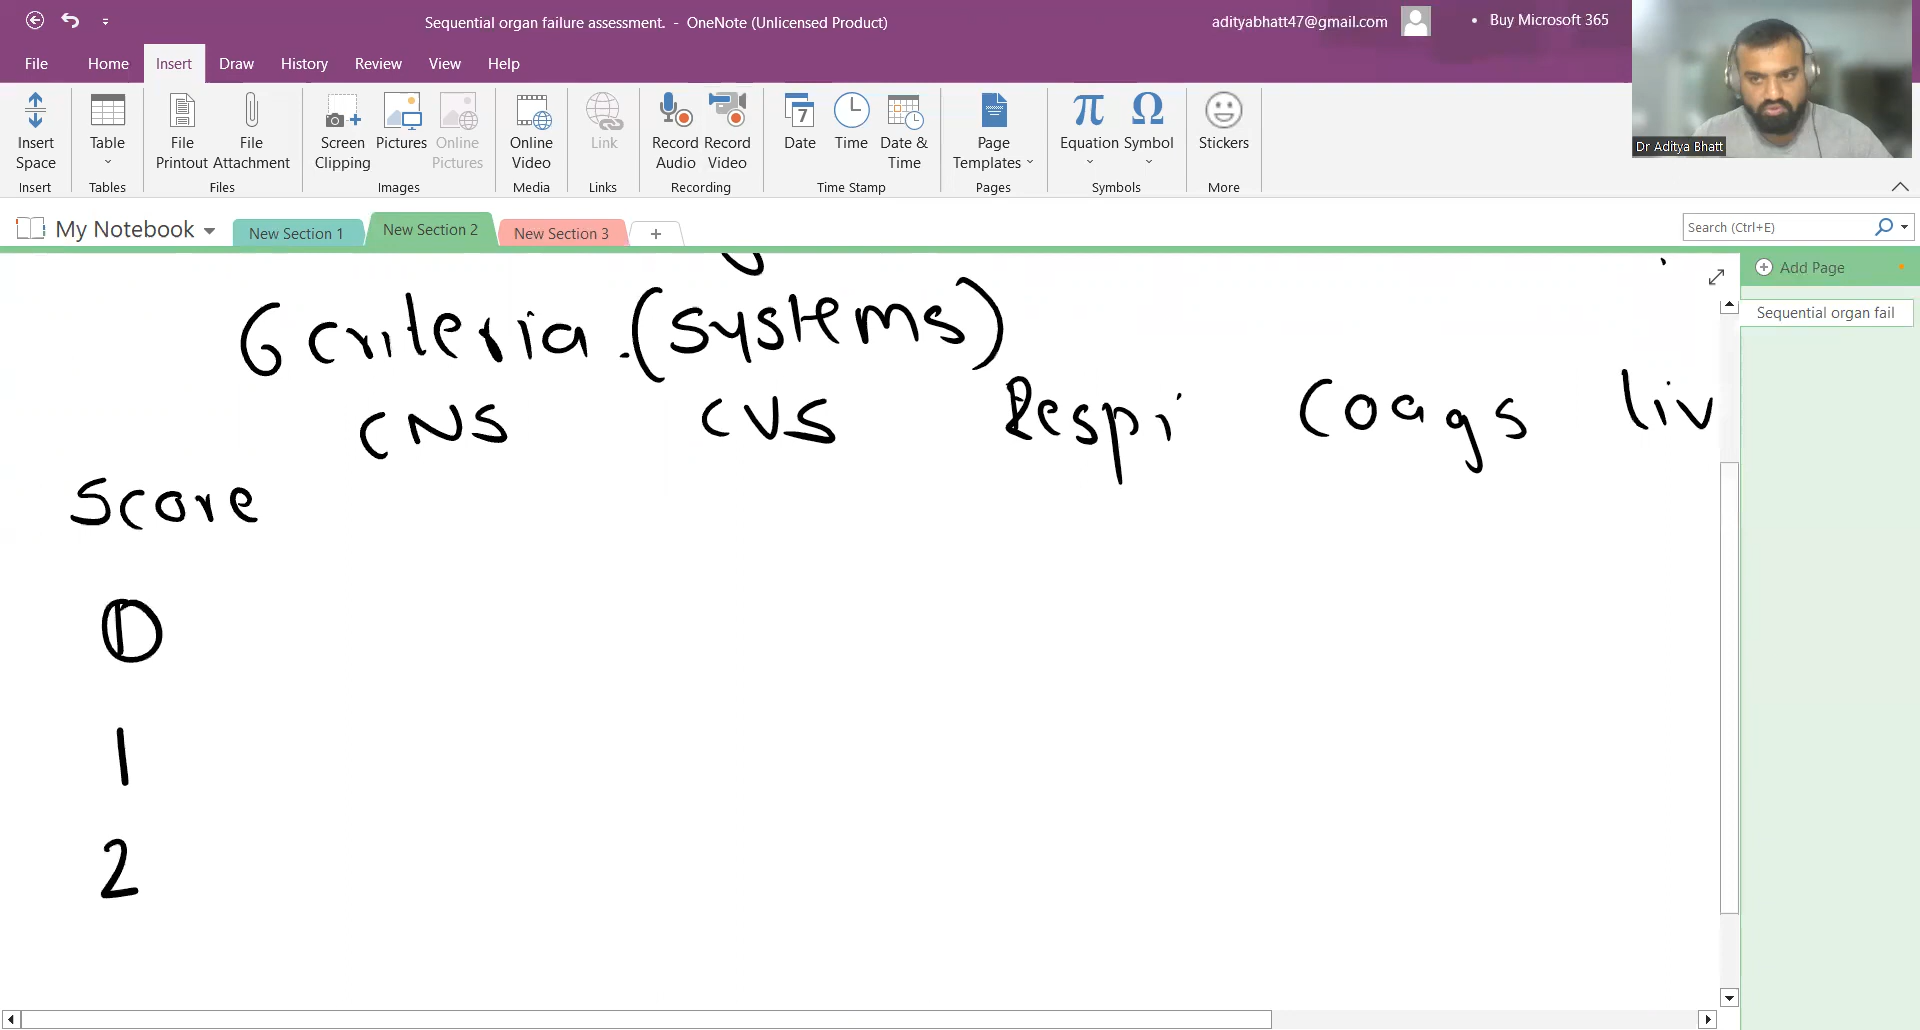 Sequential organ failure assessment. - OneNote (Unlicensed Product)
adityabhatt47@gmail.com
Buy Microsoft 365
File Home Insert Draw History Review View Help
Insert Space
Table
File Printout
File Attachment
Screen Clipping
Pictures
Online Pictures
Online Video
Link
Record Audio
Record Video
Date
Time
Date & Time
Page Templates
Equation
Symbol
Stickers
Insert Tables Files Images Media Links Recording Time Stamp Pages Symbols More
Dr Aditya Bhatt
My Notebook
New Section 1
New Section 2
New Section 3
Search (Ctrl+E)
Add Page
Sequential organ fail
6 criteria. (systems)
CNS CVS Respi Coags liv
Score
0
1
2